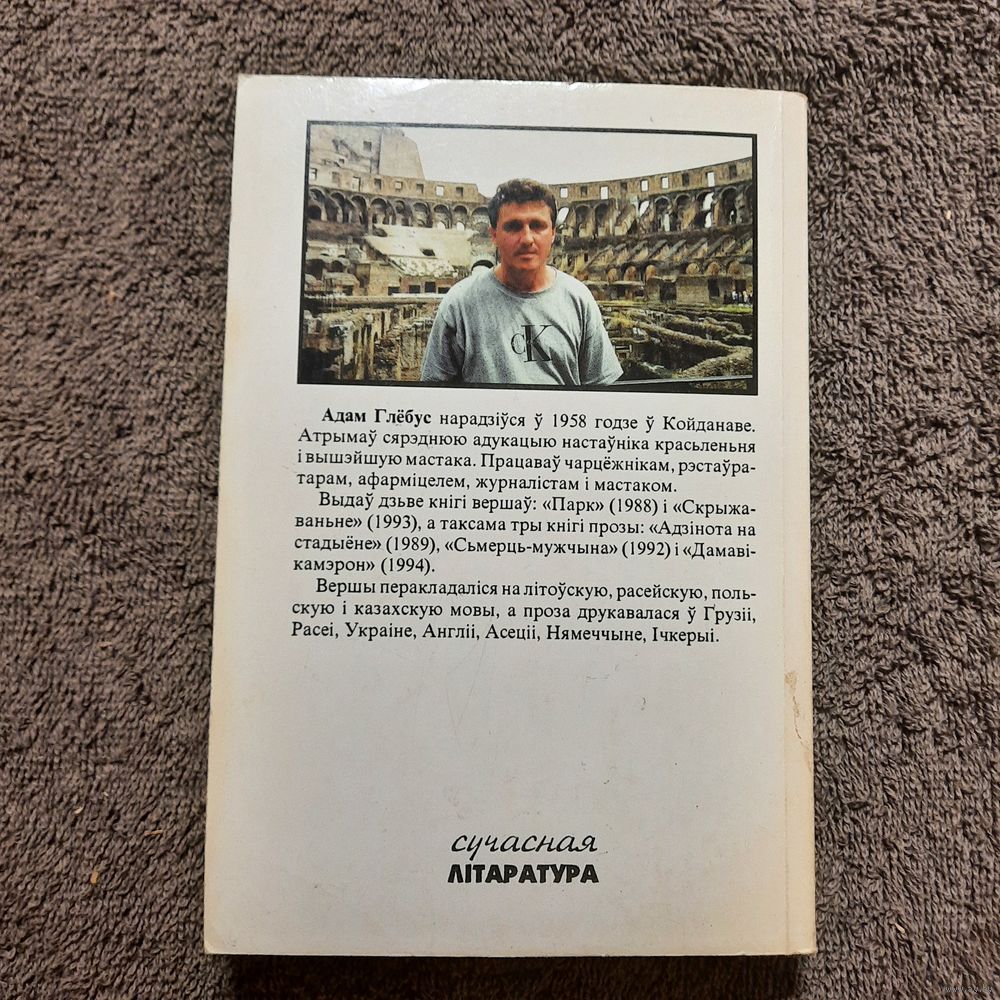 CK
Адам Глёбус нарадзіўся ў 1958 годзе ў Койданаве.
Атрымаў сярэднюю адукацыю настаўніка красьленьня
і вышэйшую мастака. Працаваў чарцёжнікам, рэстаўра-
тарам, афарміцелем, журналістам і мастаком.
Выдаў дзьве кнігі вершаў: «Парк» (1988) і «Скрыжа-
ваньне» (1993), а таксама тры кнігі прозы: «Адзінота на
стадыёне» (1989), «Сьмерць-мужчына» (1992) і «Дамаві-
камэрон» (1994).
Вершы перакладаліся на літоўскую, расейскую, поль-
скую і казахскую мовы, а проза друкавалася ў Грузіі,
Расеі, Украіне, Англіі, Асеціі, Нямеччыне, Ічкерыі.
сучасная
ЛІТАРАТУРА